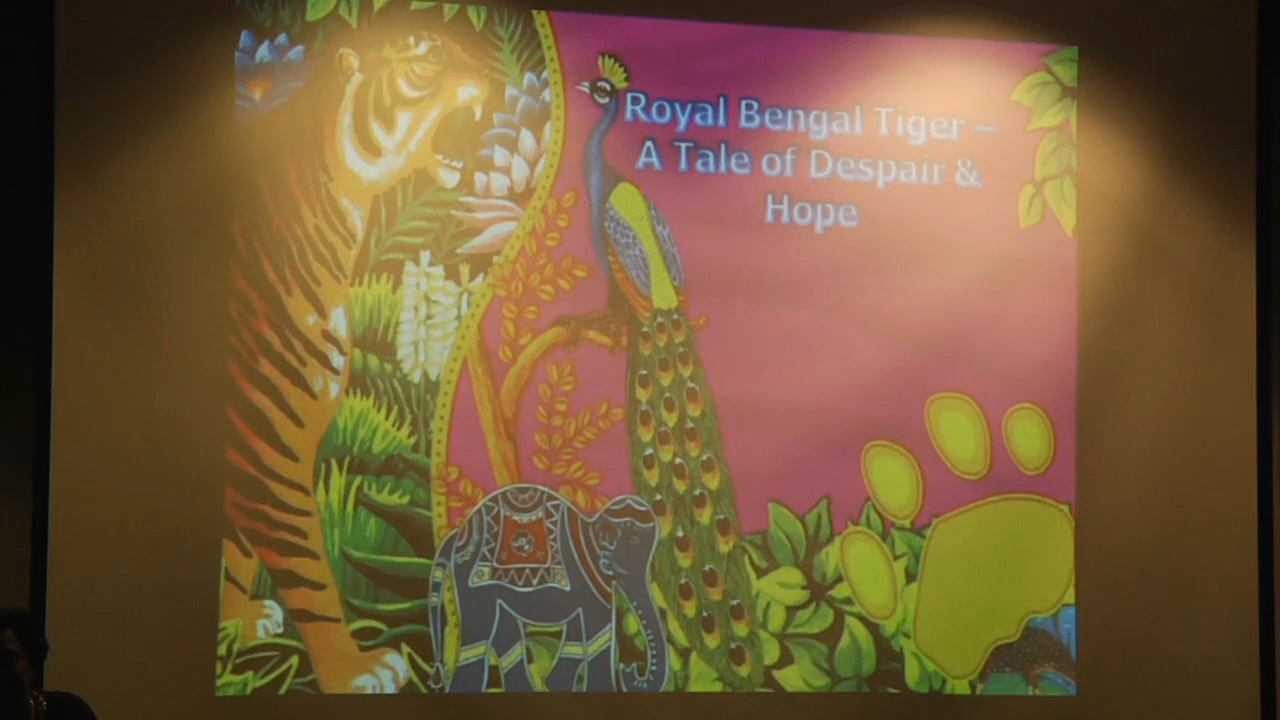 Royal Bengal Tiger –
A Tale of Despair &
Hope